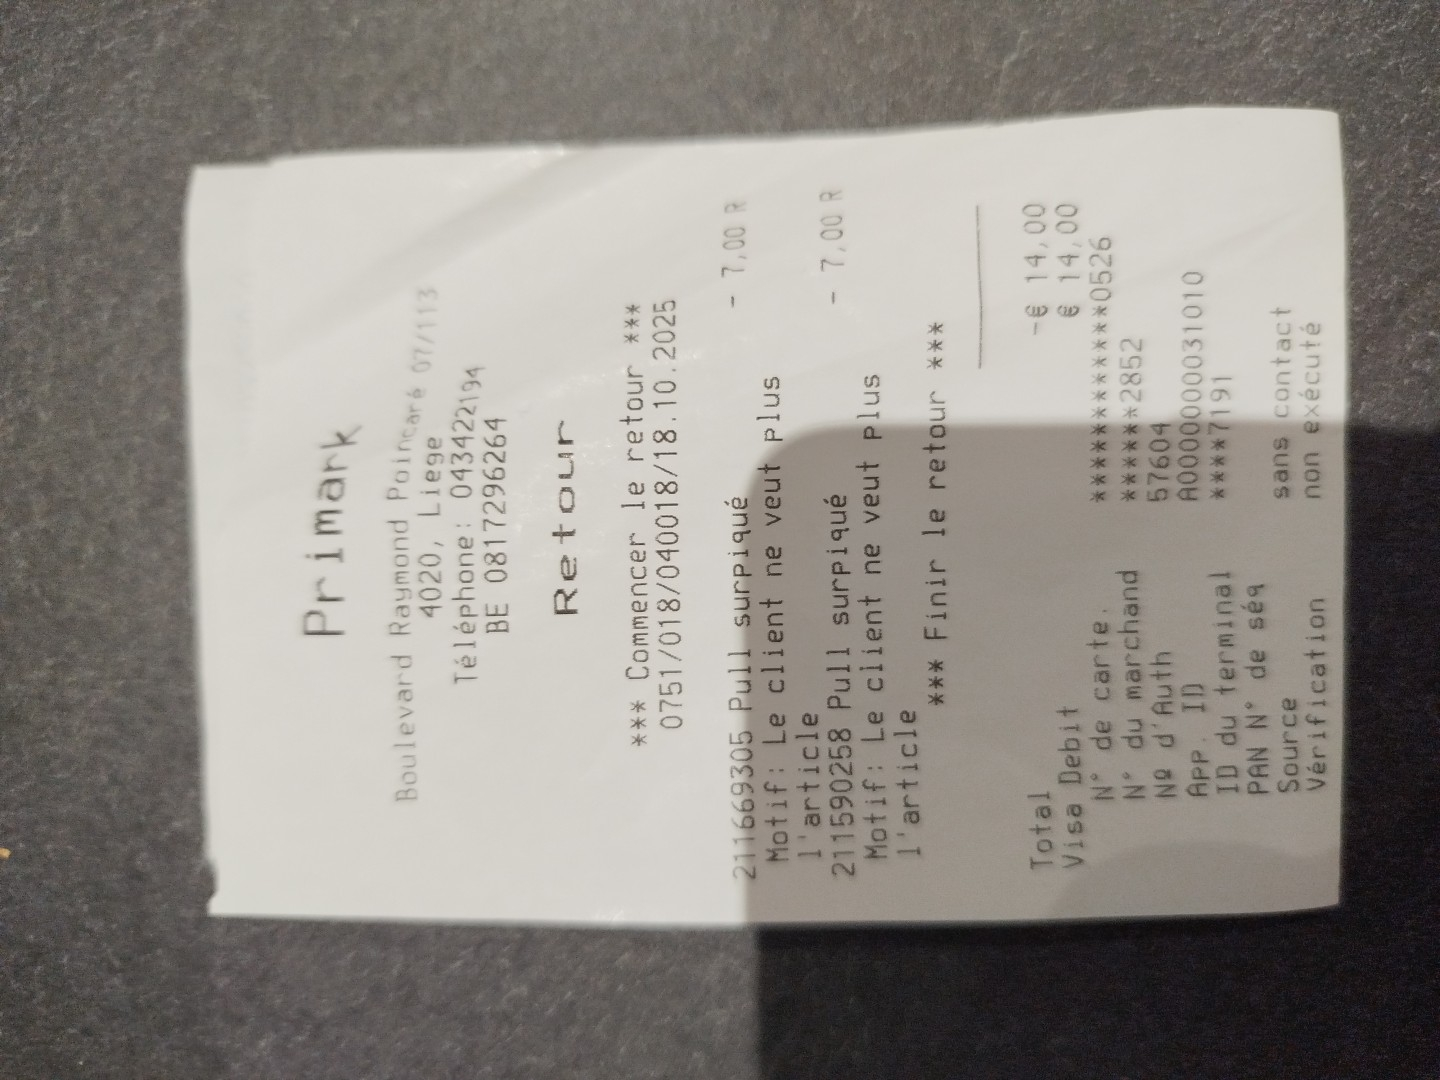 Primark
Boulevard Raymond Poincaré 07/113
4020, Liege
Téléphone: 043422194
BE 0817296264
Retour
*** Commencer le retour ***
0751/018/040018/18.10.2025
211669305 Pull surpiqué - 7,00 R
Motif: Le client ne veut plus
l'article
211590258 Pull surpiqué - 7,00 R
Motif: Le client ne veut plus
l'article
*** Finir le retour ***
Total -€ 14,00
Visa Debit € 14,00
N° de carte. ************0526
N° du marchand ******2852
Nº d'Auth 57604
App. ID A0000000031010
ID du terminal ****7191
PAN N° de séq
Source sans contact
Vérification non exécuté